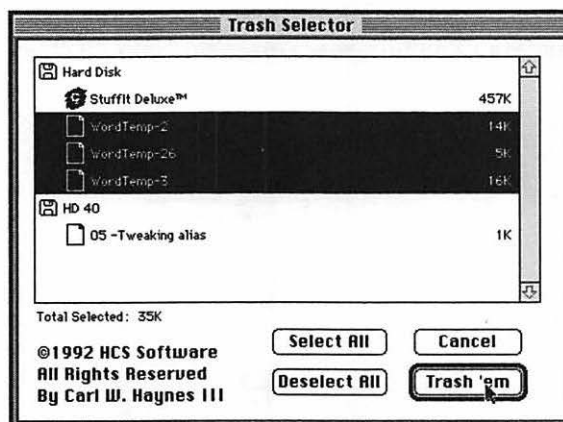 Trash Selector
Hard Disk
StuffIt Deluxe™ 457K
WordTemp-2 14K
WordTemp-26 5K
WordTemp-3 16K
HD 40
05 -Tweaking alias 1K
Total Selected: 35K
Select All Cancel
©1992 HCS Software
All Rights Reserved
By Carl W. Haynes III
Deselect All Trash 'em